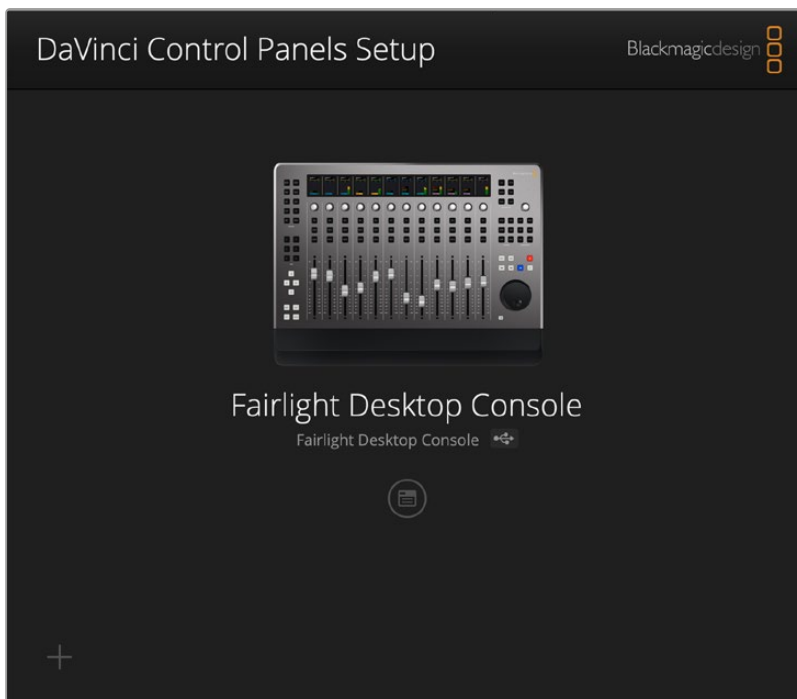 DaVinci Control Panels Setup
Blackmagicdesign
Fairlight Desktop Console
Fairlight Desktop Console